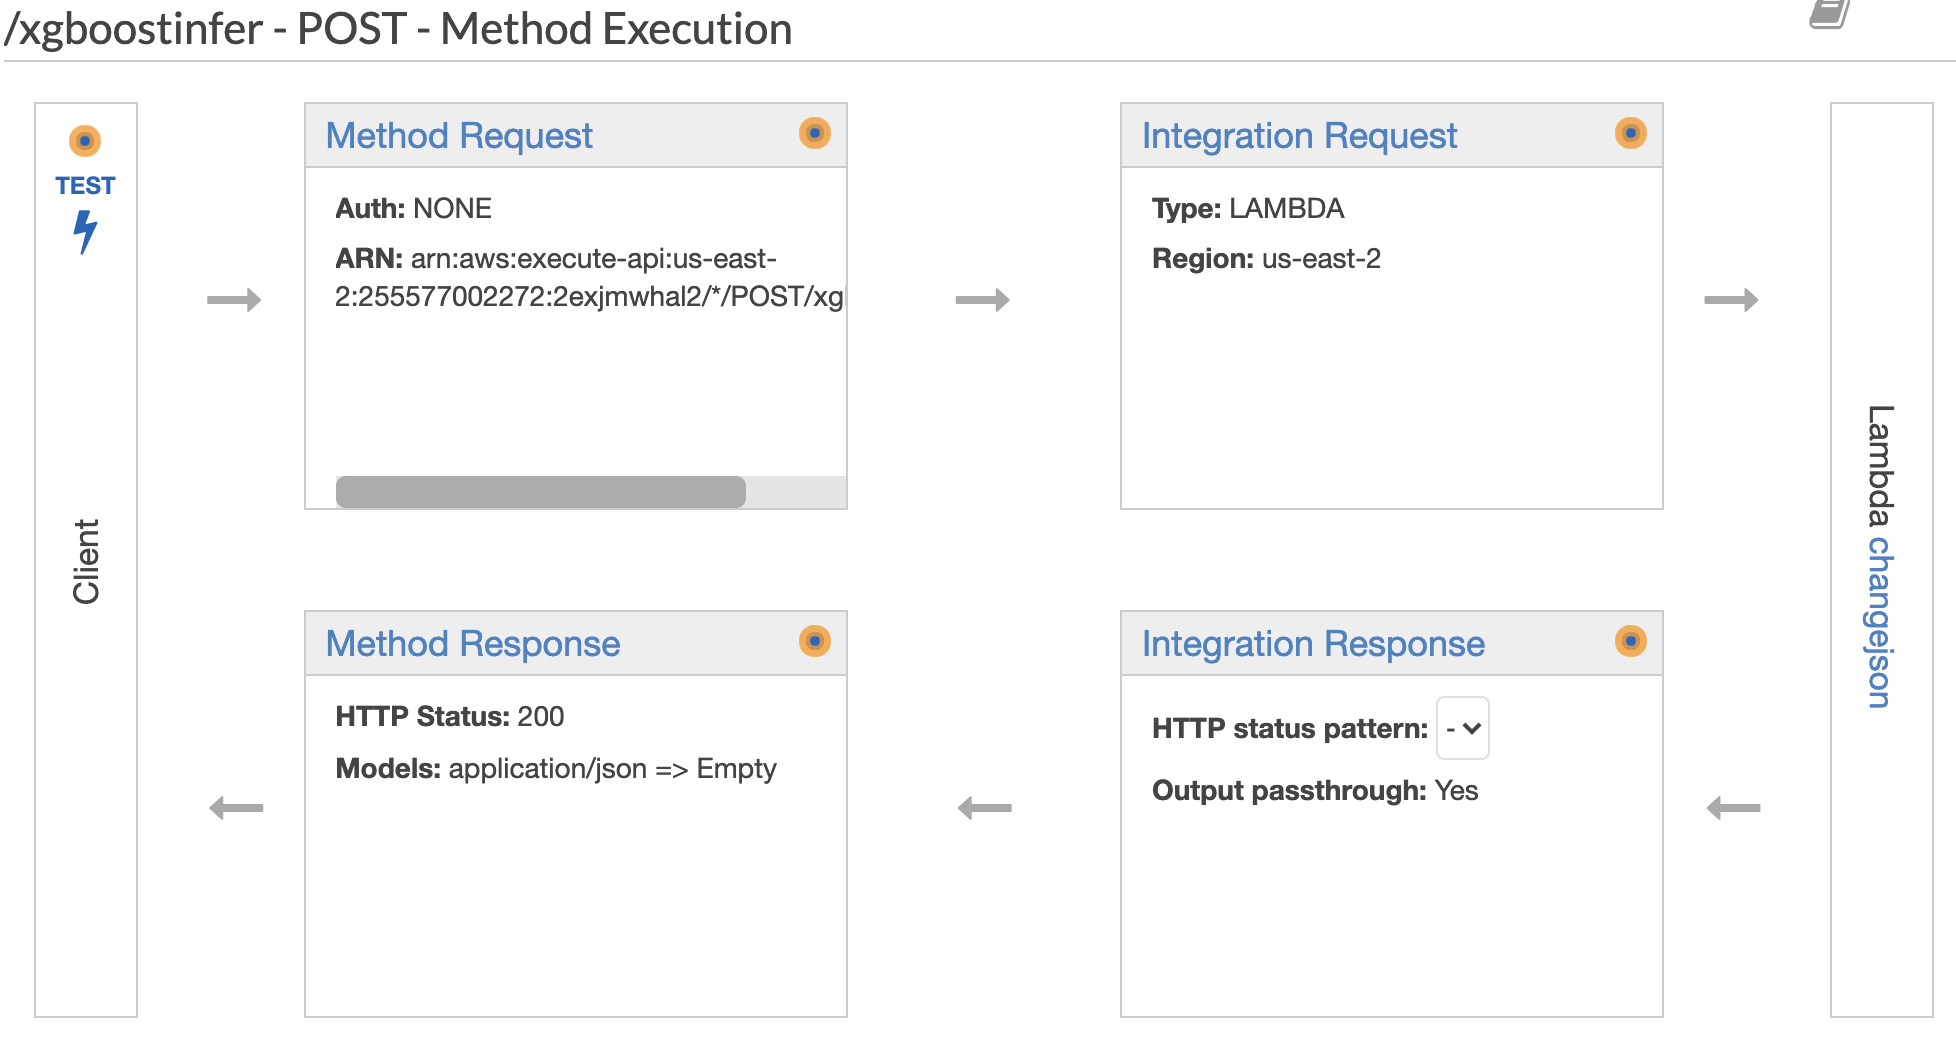 /xgboostinfer - POST - Method Execution
TEST
Client
Method Request
Auth: NONE
ARN: arn:aws:execute-api:us-east-
2:255577002272:2exjmwhal2/*/POST/xg
Integration Request
Type: LAMBDA
Region: us-east-2
Lambda changejson
Method Response
HTTP Status: 200
Models: application/json => Empty
Integration Response
HTTP status pattern: -
Output passthrough: Yes